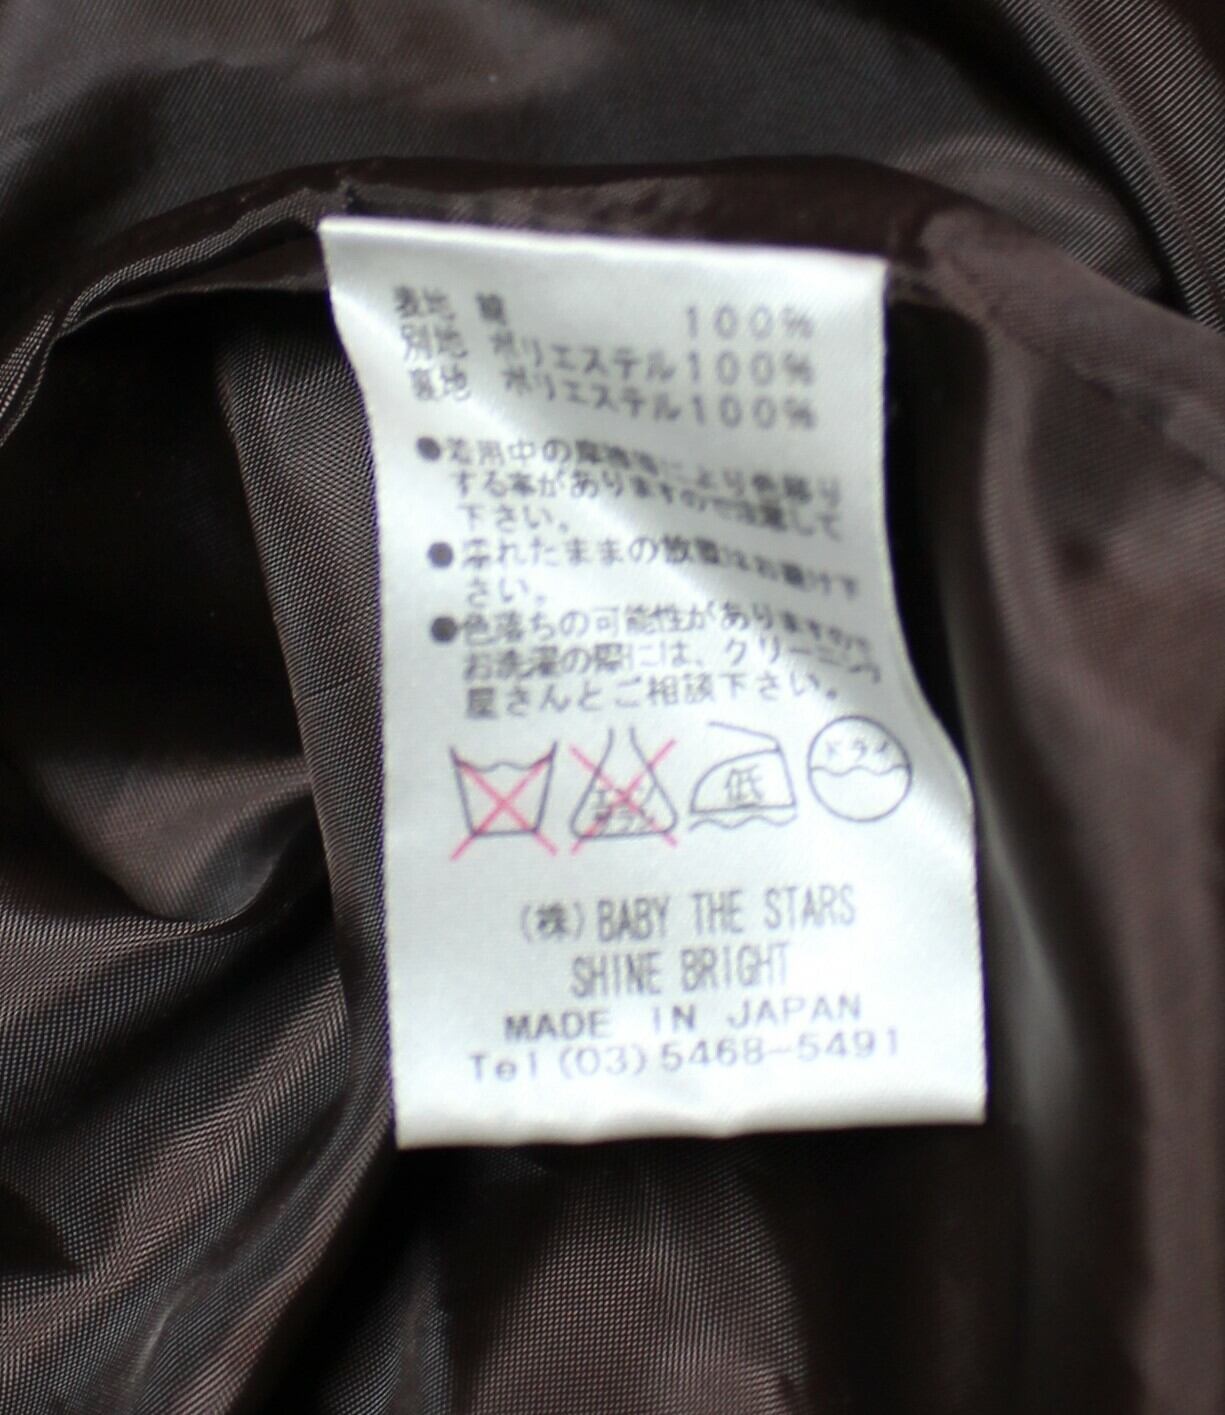 表地 綿 100%
別地 ポリエステル100%
裏地 ポリエステル100%
●着用中の摩擦等により色移り
する事がありますので注意して
下さい。
●濡れたままの放置はお避け下
さい。
●色落ちの可能性がありますので
お洗濯の際には、クリーニング
屋さんとご相談下さい。
エンソ
サラシ
低
ドライ
(株)BABY THE STARS
SHINE BRIGHT
MADE IN JAPAN
Tel(03)5468-5491